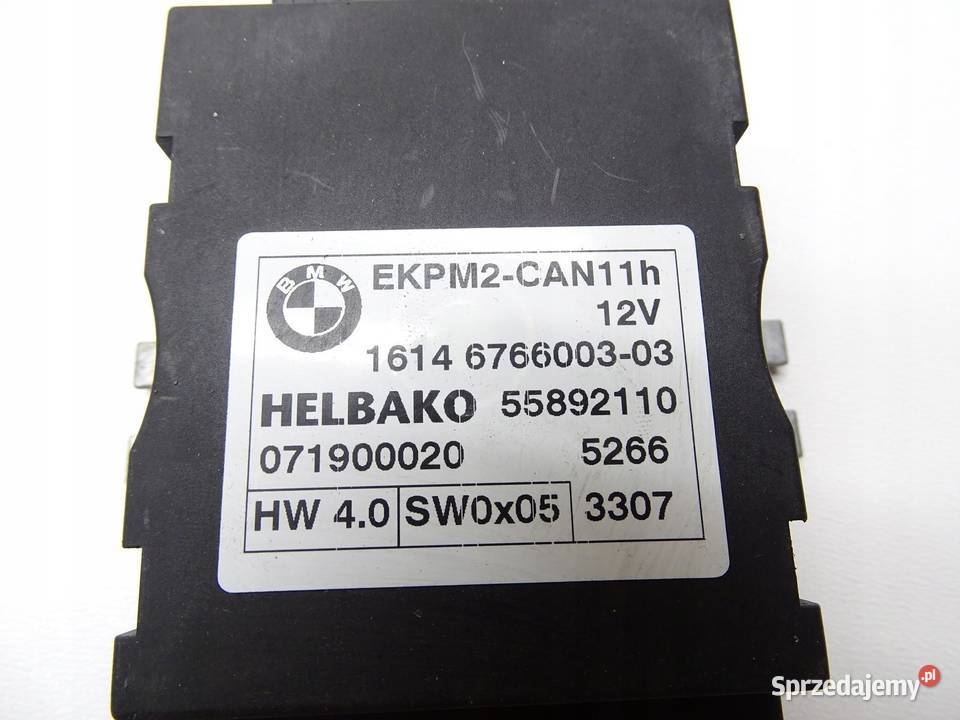 BMW
EKPM2-CAN11h
12V
1614 6766003-03
HELBAKO 55892110
071900020 5266
HW 4.0 SW0x05 3307
Sprzedajemy.pl